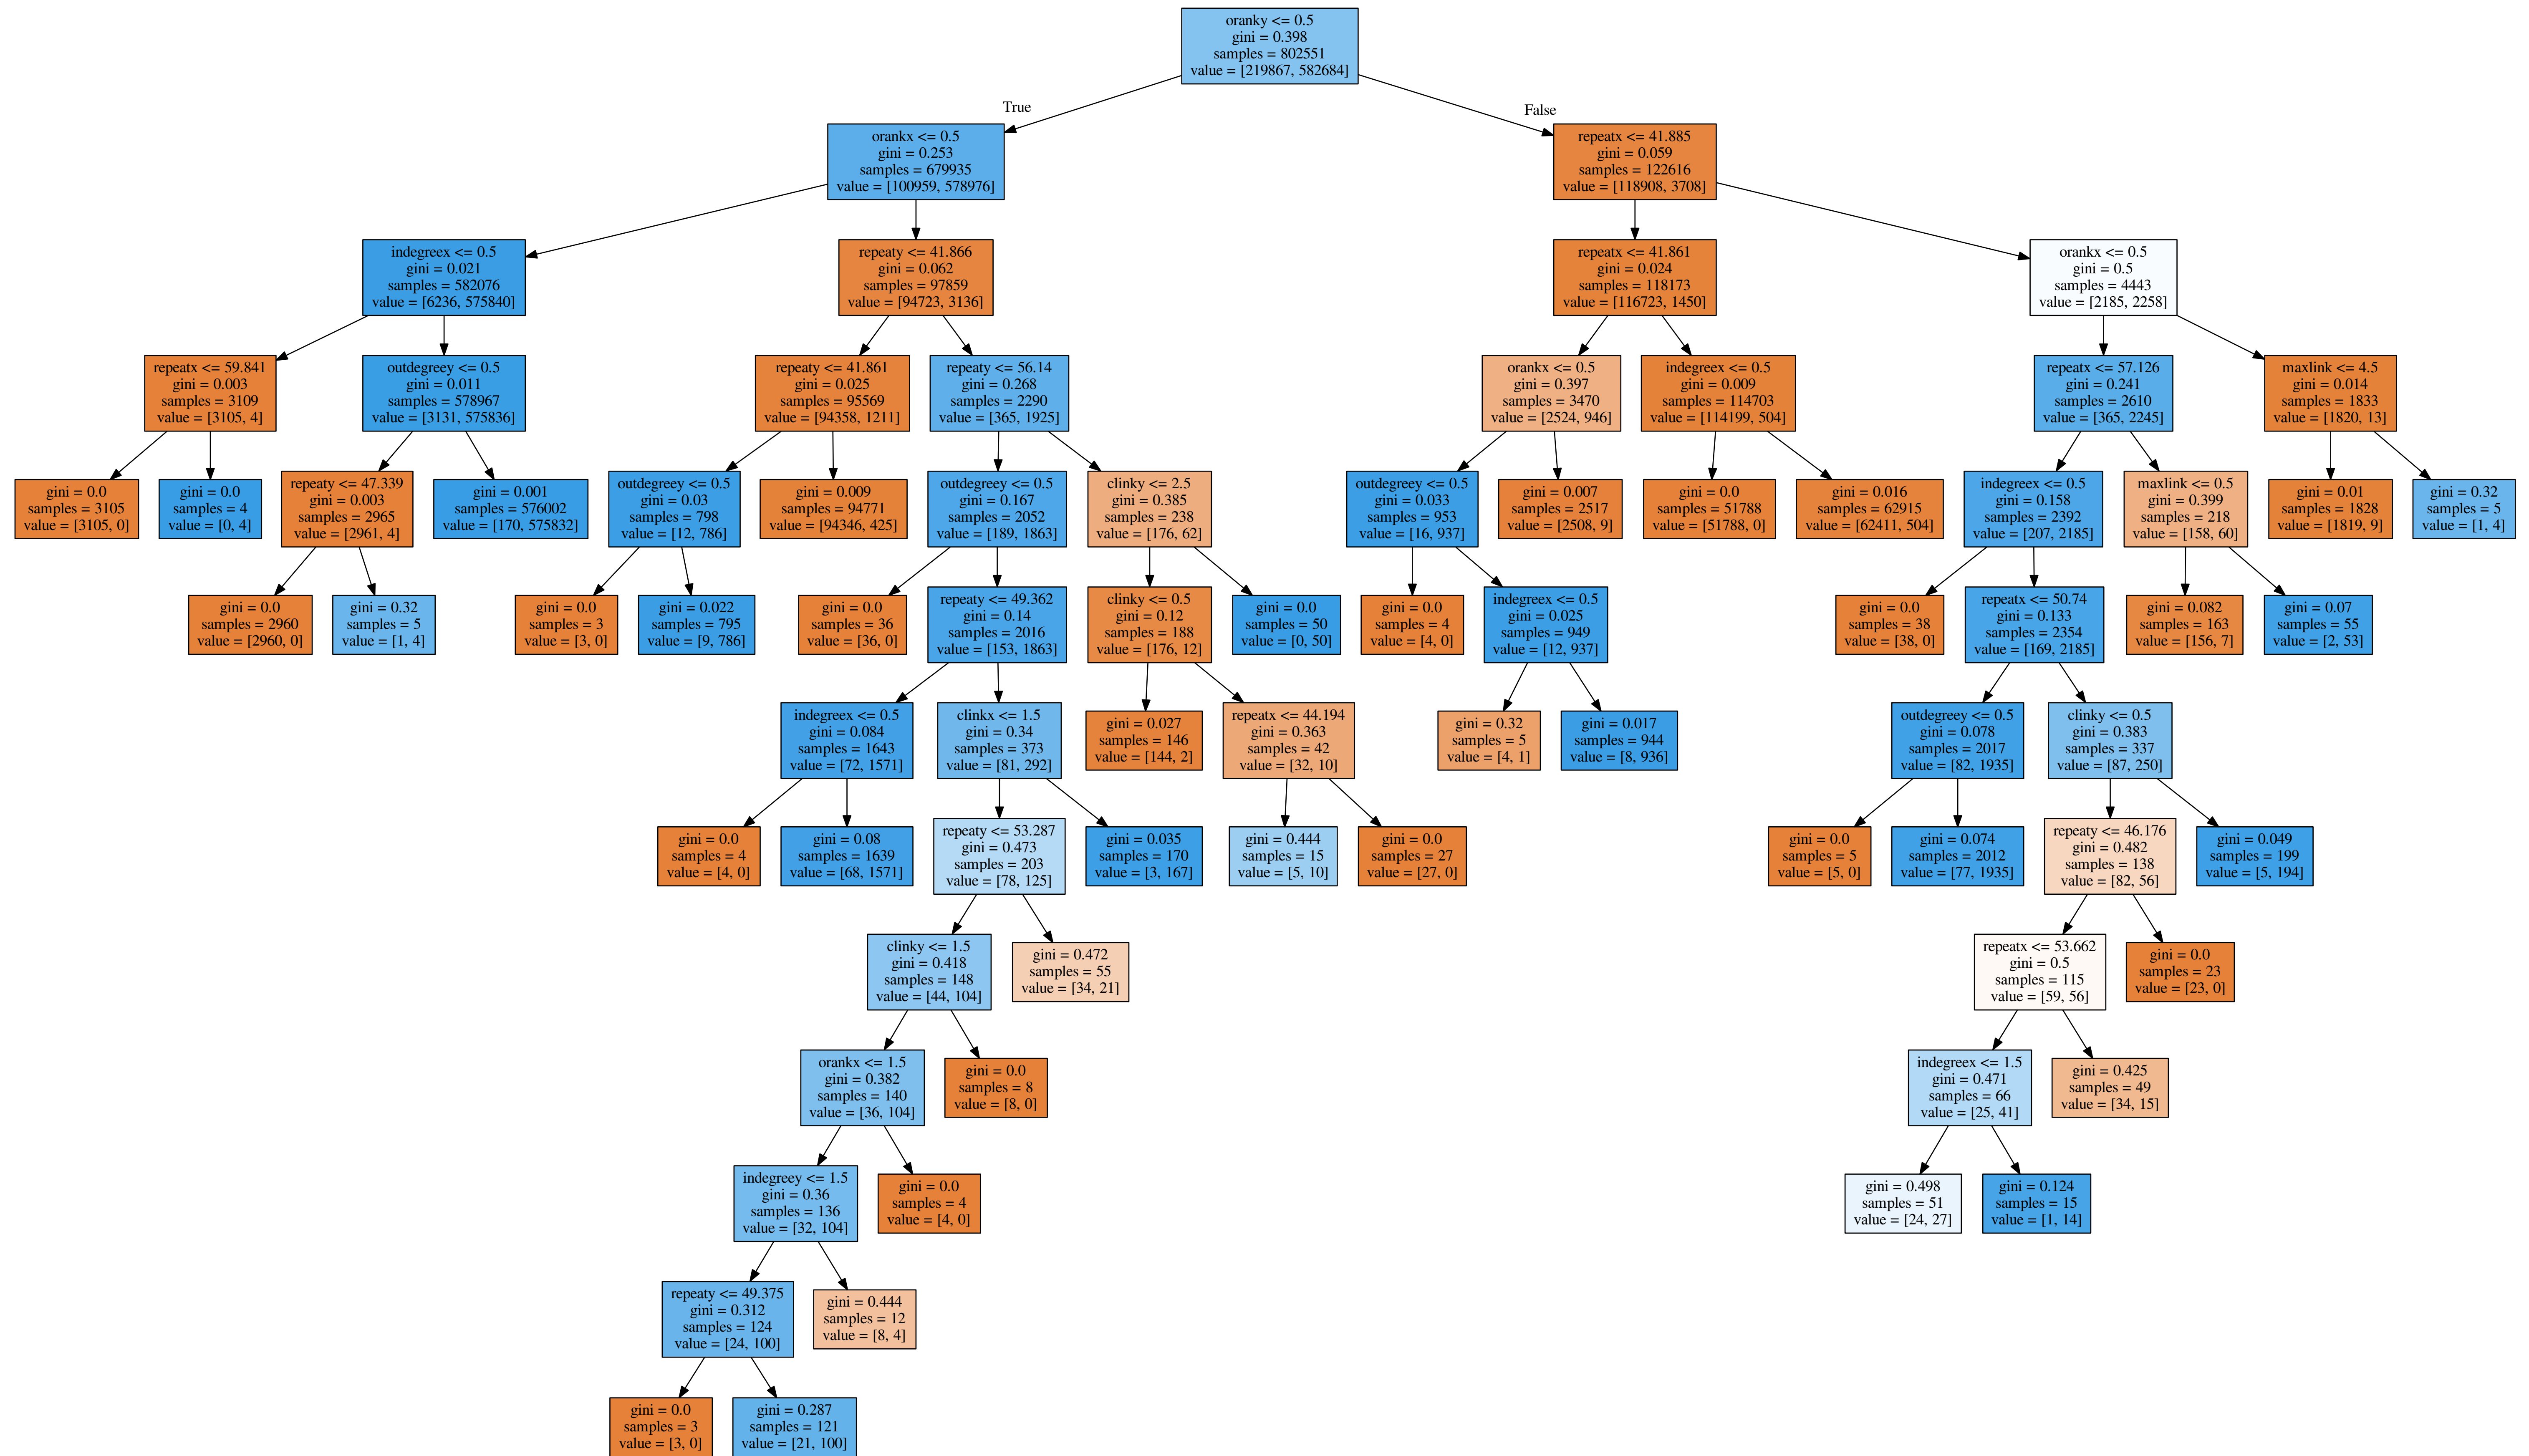 oranky <= 0.5
gini = 0.398
samples = 802551
value = [219867, 582684]
True
False
orankx <= 0.5
gini = 0.253
samples = 679935
value = [100959, 578976]
repeatx <= 41.885
gini = 0.059
samples = 122616
value = [118908, 3708]
indegreex <= 0.5
gini = 0.021
samples = 582076
value = [6236, 575840]
repeaty <= 41.866
gini = 0.062
samples = 97859
value = [94723, 3136]
repeatx <= 41.861
gini = 0.024
samples = 118173
value = [116723, 1450]
orankx <= 0.5
gini = 0.5
samples = 4443
value = [2185, 2258]
repeatx <= 59.841
gini = 0.003
samples = 3109
value = [3105, 4]
outdegreey <= 0.5
gini = 0.011
samples = 578967
value = [3131, 575836]
repeaty <= 41.861
gini = 0.025
samples = 95569
value = [94358, 1211]
repeaty <= 56.14
gini = 0.268
samples = 2290
value = [365, 1925]
orankx <= 0.5
gini = 0.397
samples = 3470
value = [2524, 946]
indegreex <= 0.5
gini = 0.009
samples = 114703
value = [114199, 504]
repeatx <= 57.126
gini = 0.241
samples = 2610
value = [365, 2245]
maxlink <= 4.5
gini = 0.014
samples = 1833
value = [1820, 13]
gini = 0.0
samples = 3105
value = [3105, 0]
gini = 0.0
samples = 4
value = [0, 4]
repeaty <= 47.339
gini = 0.003
samples = 2965
value = [2961, 4]
gini = 0.001
samples = 576002
value = [170, 575832]
outdegreey <= 0.5
gini = 0.03
samples = 798
value = [12, 786]
gini = 0.009
samples = 94771
value = [94346, 425]
outdegreey <= 0.5
gini = 0.167
samples = 2052
value = [189, 1863]
clinky <= 2.5
gini = 0.385
samples = 238
value = [176, 62]
outdegreey <= 0.5
gini = 0.033
samples = 953
value = [16, 937]
gini = 0.007
samples = 2517
value = [2508, 9]
gini = 0.0
samples = 51788
value = [51788, 0]
gini = 0.016
samples = 62915
value = [62411, 504]
indegreex <= 0.5
gini = 0.158
samples = 2392
value = [207, 2185]
maxlink <= 0.5
gini = 0.399
samples = 218
value = [158, 60]
gini = 0.01
samples = 1828
value = [1819, 9]
gini = 0.32
samples = 5
value = [1, 4]
gini = 0.0
samples = 2960
value = [2960, 0]
gini = 0.32
samples = 5
value = [1, 4]
gini = 0.0
samples = 3
value = [3, 0]
gini = 0.022
samples = 795
value = [9, 786]
gini = 0.0
samples = 36
value = [36, 0]
repeaty <= 49.362
gini = 0.14
samples = 2016
value = [153, 1863]
clinky <= 0.5
gini = 0.12
samples = 188
value = [176, 12]
gini = 0.0
samples = 50
value = [0, 50]
gini = 0.0
samples = 4
value = [4, 0]
indegreex <= 0.5
gini = 0.025
samples = 949
value = [12, 937]
gini = 0.0
samples = 38
value = [38, 0]
repeatx <= 50.74
gini = 0.133
samples = 2354
value = [169, 2185]
gini = 0.082
samples = 163
value = [156, 7]
gini = 0.07
samples = 55
value = [2, 53]
indegreex <= 0.5
gini = 0.084
samples = 1643
value = [72, 1571]
clinkx <= 1.5
gini = 0.34
samples = 373
value = [81, 292]
gini = 0.027
samples = 146
value = [144, 2]
repeatx <= 44.194
gini = 0.363
samples = 42
value = [32, 10]
gini = 0.32
samples = 5
value = [4, 1]
gini = 0.017
samples = 944
value = [8, 936]
outdegreey <= 0.5
gini = 0.078
samples = 2017
value = [82, 1935]
clinky <= 0.5
gini = 0.383
samples = 337
value = [87, 250]
gini = 0.0
samples = 4
value = [4, 0]
gini = 0.08
samples = 1639
value = [68, 1571]
repeaty <= 53.287
gini = 0.473
samples = 203
value = [78, 125]
gini = 0.035
samples = 170
value = [3, 167]
gini = 0.444
samples = 15
value = [5, 10]
gini = 0.0
samples = 27
value = [27, 0]
gini = 0.0
samples = 5
value = [5, 0]
gini = 0.074
samples = 2012
value = [77, 1935]
repeaty <= 46.176
gini = 0.482
samples = 138
value = [82, 56]
gini = 0.049
samples = 199
value = [5, 194]
clinky <= 1.5
gini = 0.418
samples = 148
value = [44, 104]
gini = 0.472
samples = 55
value = [34, 21]
repeatx <= 53.662
gini = 0.5
samples = 115
value = [59, 56]
gini = 0.0
samples = 23
value = [23, 0]
orankx <= 1.5
gini = 0.382
samples = 140
value = [36, 104]
gini = 0.0
samples = 8
value = [8, 0]
indegreex <= 1.5
gini = 0.471
samples = 66
value = [25, 41]
gini = 0.425
samples = 49
value = [34, 15]
indegreey <= 1.5
gini = 0.36
samples = 136
value = [32, 104]
gini = 0.0
samples = 4
value = [4, 0]
gini = 0.498
samples = 51
value = [24, 27]
gini = 0.124
samples = 15
value = [1, 14]
repeaty <= 49.375
gini = 0.312
samples = 124
value = [24, 100]
gini = 0.444
samples = 12
value = [8, 4]
gini = 0.0
samples = 3
value = [3, 0]
gini = 0.287
samples = 121
value = [21, 100]